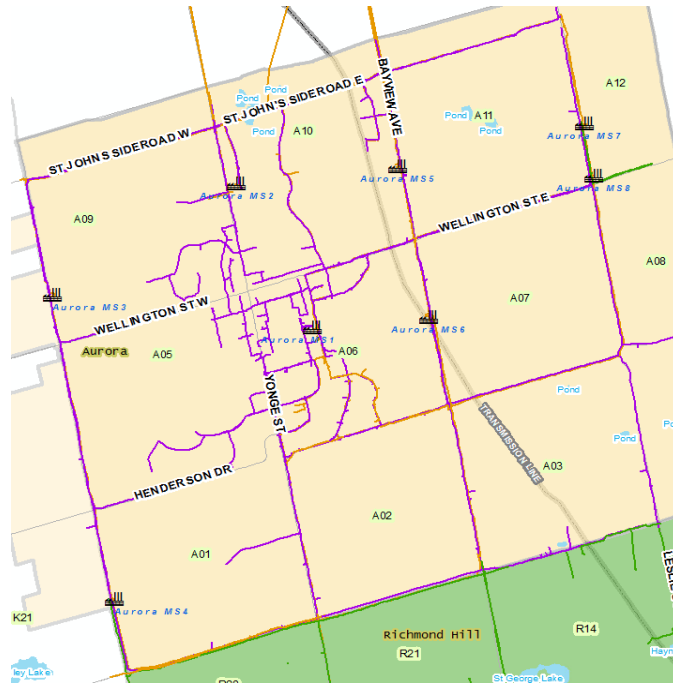 A12
Pond
A11
Pond
BAYVIEW AVE
ST.JOHN'S SIDEROAD E
Pond
A10
Pond
Aurora MS7
ST.JOHN'S SIDEROAD W
Aurora MS5
Aurora MS8
Aurora MS2
A09
WELLINGTON ST.E
A08
A07
Aurora MS3
WELLINGTON ST.W
Aurora MS6
Aurora MS1
Aurora
A05
A06
YONGE ST.
Pond
TRANSMISSION LINE
Pond
HENDERSON DR
A03
A02
A01
Aurora MS4
K21
Richmond Hill
R14
R21
ley Lake
St George Lake